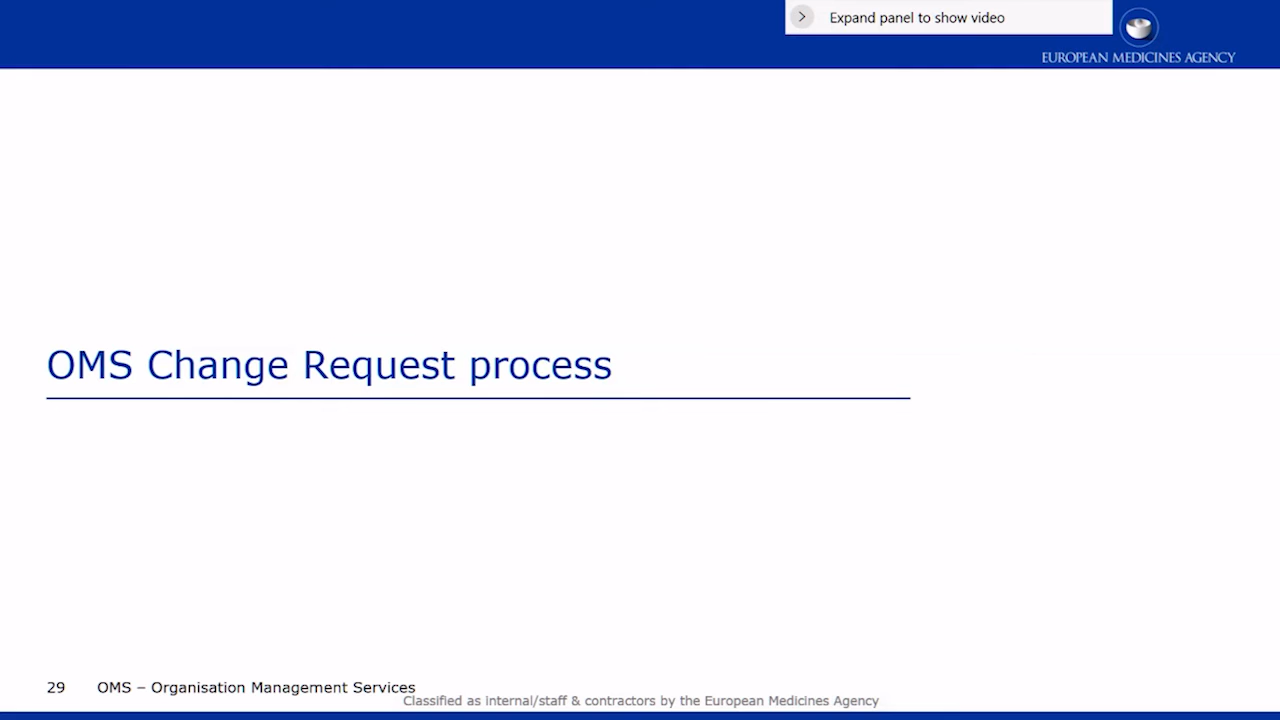 Expand panel to show video
EUROPEAN MEDICINES AGENCY
OMS Change Request process
29 OMS – Organisation Management Services
Classified as internal/staff & contractors by the European Medicines Agency